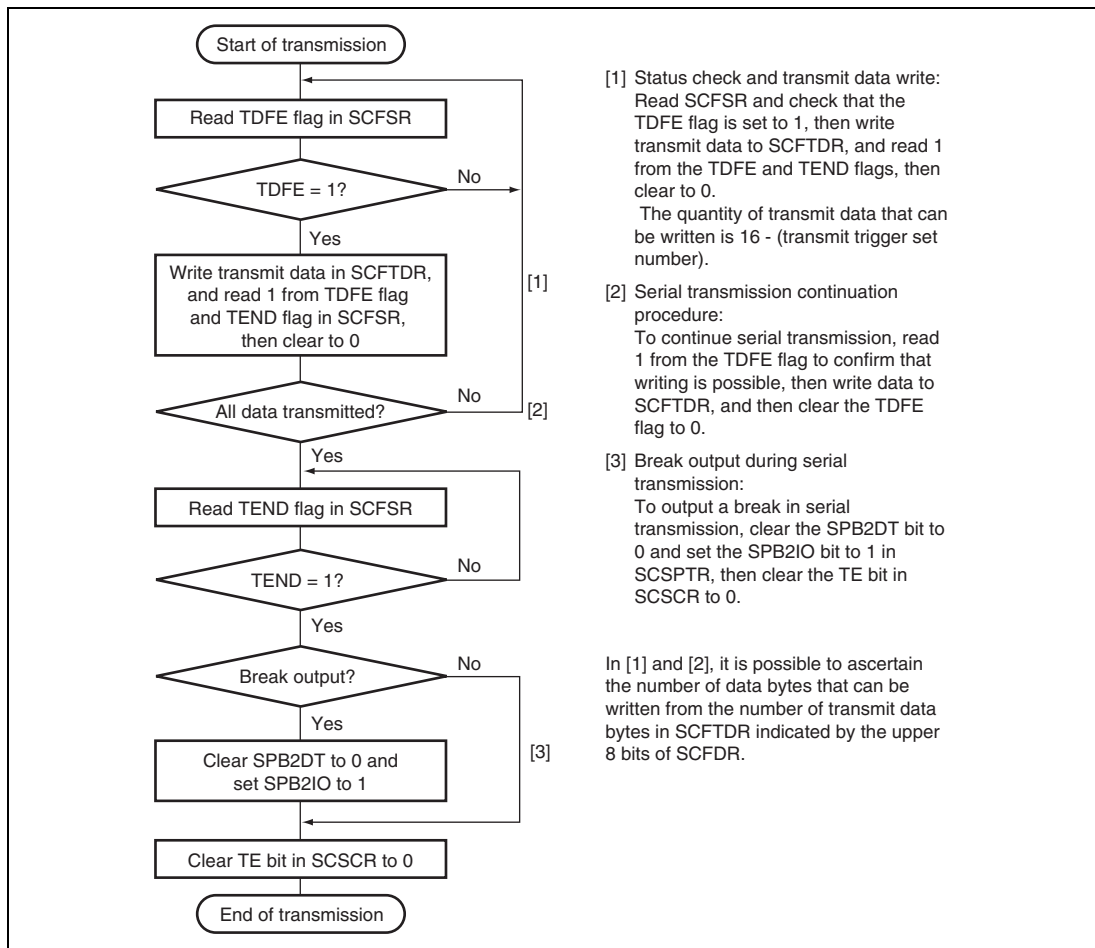 Start of transmission
Read TDFE flag in SCFSR
TDFE = 1?
No
Yes
Write transmit data in SCFTDR,
and read 1 from TDFE flag
and TEND flag in SCFSR,
then clear to 0
[1]
All data transmitted?
No
[2]
Yes
Read TEND flag in SCFSR
TEND = 1?
No
Yes
Break output?
No
Yes
Clear SPB2DT to 0 and
set SPB2IO to 1
[3]
Clear TE bit in SCSCR to 0
End of transmission
[1] Status check and transmit data write:
Read SCFSR and check that the
TDFE flag is set to 1, then write
transmit data to SCFTDR, and read 1
from the TDFE and TEND flags, then
clear to 0.
The quantity of transmit data that can
be written is 16 - (transmit trigger set
number).
[2] Serial transmission continuation
procedure:
To continue serial transmission, read
1 from the TDFE flag to confirm that
writing is possible, then write data to
SCFTDR, and then clear the TDFE
flag to 0.
[3] Break output during serial
transmission:
To output a break in serial
transmission, clear the SPB2DT bit to
0 and set the SPB2IO bit to 1 in
SCSPTR, then clear the TE bit in
SCSCR to 0.
In [1] and [2], it is possible to ascertain
the number of data bytes that can be
written from the number of transmit data
bytes in SCFTDR indicated by the upper
8 bits of SCFDR.